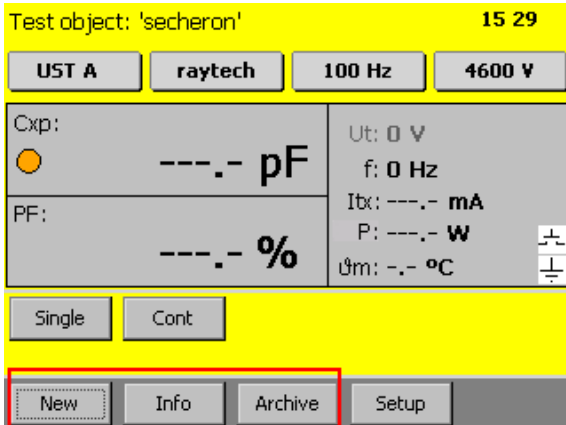 Test object: 'secheron' 15 29
UST A raytech 100 Hz 4600 V
Cxp:
---.- pF
PF:
---.- %
Ut: 0 V
f: 0 Hz
Itx: ---.- mA
P: ---.- W
ϑm: -.- ºC
Single Cont
New Info Archive Setup